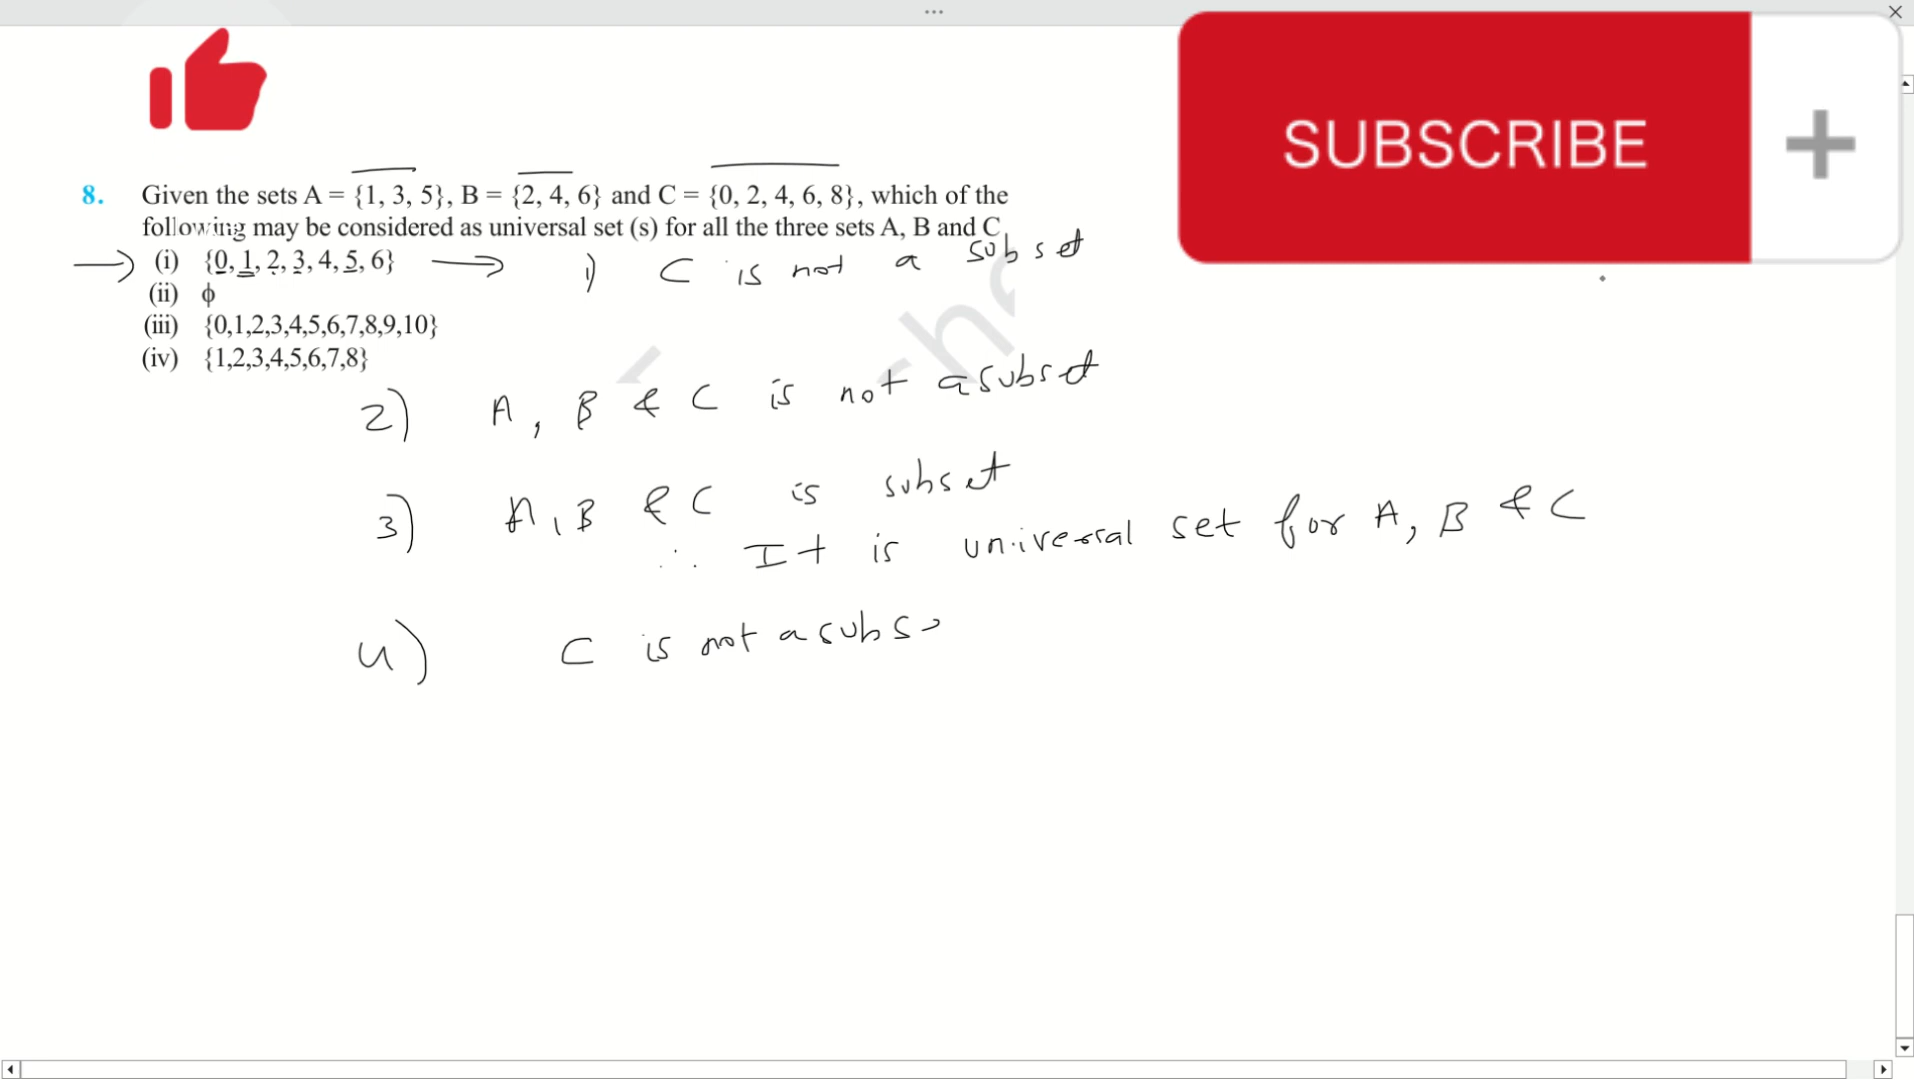 SUBSCRIBE +
8. Given the sets A = {1, 3, 5}, B = {2, 4, 6} and C = {0, 2, 4, 6, 8}, which of the
following may be considered as universal set (s) for all the three sets A, B and C
(i) {0, 1, 2, 3, 4, 5, 6} 1) C is not a subset
(ii) ϕ
(iii) {0,1,2,3,4,5,6,7,8,9,10}
(iv) {1,2,3,4,5,6,7,8}
2) A, B & C is not a subset
3) A, B & C is subset
∴ It is universal set for A, B & C
4) C is not a subs